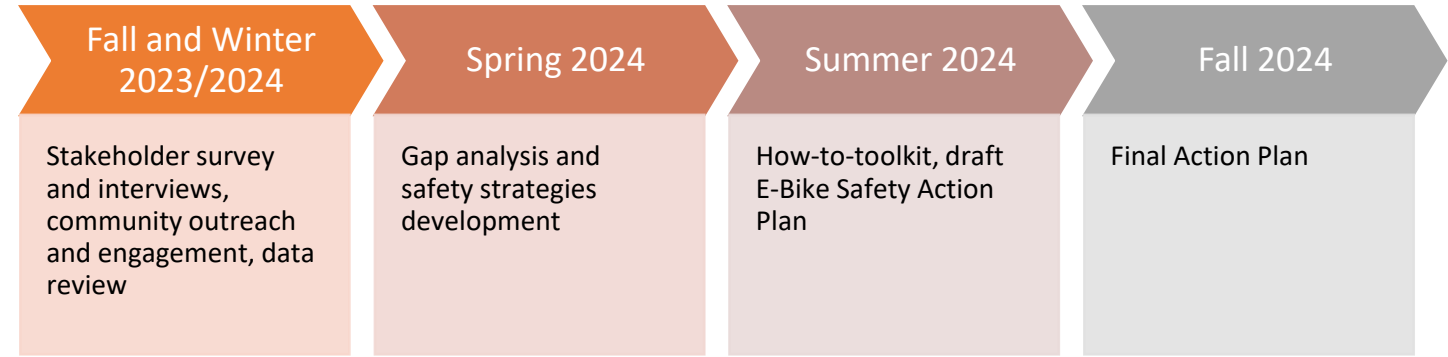 Fall and Winter
2023/2024
Stakeholder survey
and interviews,
community outreach
and engagement, data
review
Spring 2024
Gap analysis and
safety strategies
development
Summer 2024
How-to-toolkit, draft
E-Bike Safety Action
Plan
Fall 2024
Final Action Plan